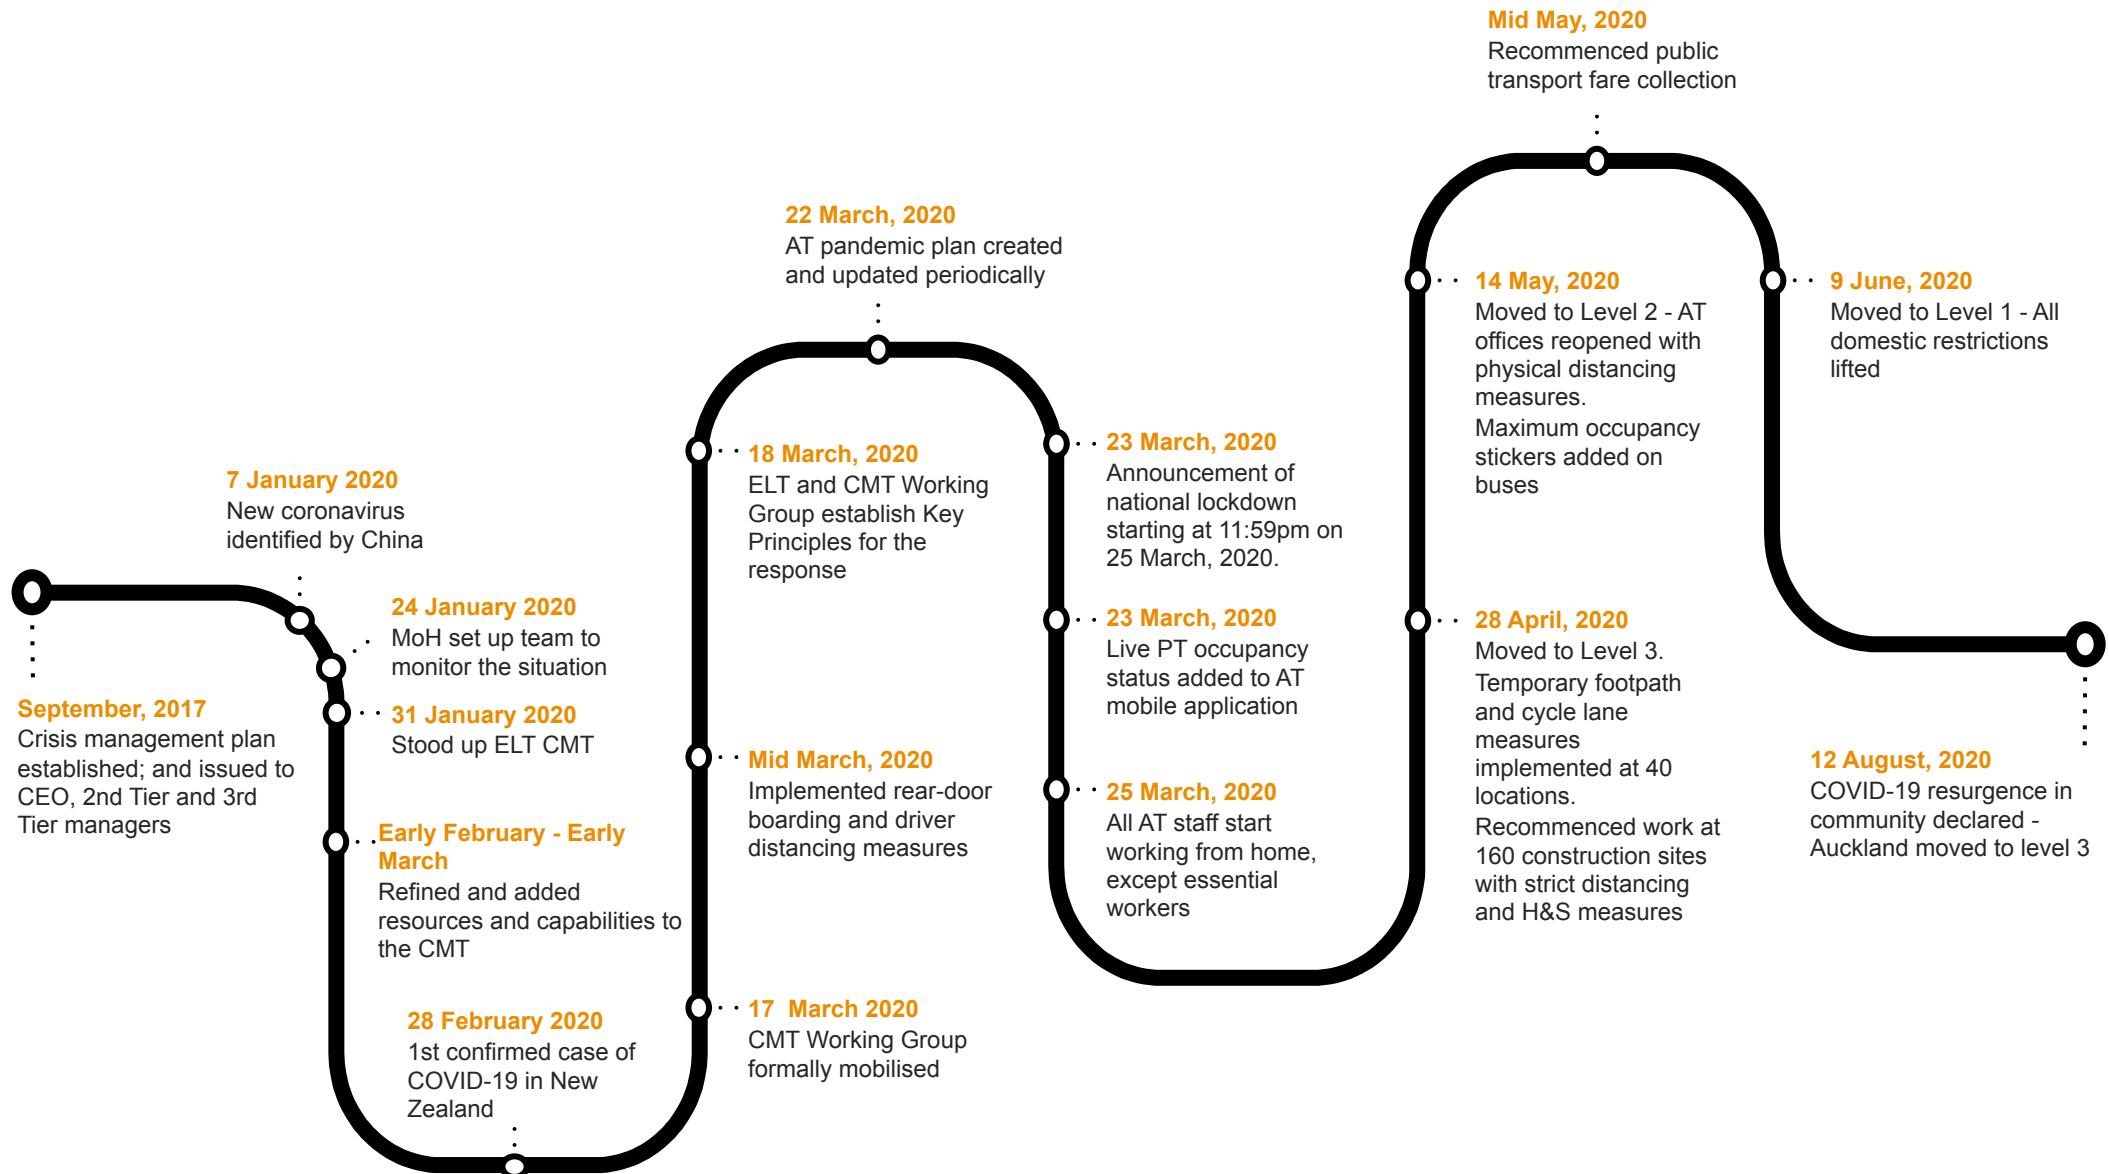 September, 2017
Crisis management plan
established; and issued to
CEO, 2nd Tier and 3rd
Tier managers
7 January 2020
New coronavirus
identified by China
24 January 2020
MoH set up team to
monitor the situation
31 January 2020
Stood up ELT CMT
Early February - Early
March
Refined and added
resources and capabilities to
the CMT
28 February 2020
1st confirmed case of
COVID-19 in New
Zealand
17 March 2020
CMT Working Group
formally mobilised
Mid March, 2020
Implemented rear-door
boarding and driver
distancing measures
18 March, 2020
ELT and CMT Working
Group establish Key
Principles for the
response
22 March, 2020
AT pandemic plan created
and updated periodically
23 March, 2020
Announcement of
national lockdown
starting at 11:59pm on
25 March, 2020.
23 March, 2020
Live PT occupancy
status added to AT
mobile application
25 March, 2020
All AT staff start
working from home,
except essential
workers
28 April, 2020
Moved to Level 3.
Temporary footpath
and cycle lane
measures
implemented at 40
locations.
Recommenced work at
160 construction sites
with strict distancing
and H&S measures
14 May, 2020
Moved to Level 2 - AT
offices reopened with
physical distancing
measures.
Maximum occupancy
stickers added on
buses
Mid May, 2020
Recommenced public
transport fare collection
9 June, 2020
Moved to Level 1 - All
domestic restrictions
lifted
12 August, 2020
COVID-19 resurgence in
community declared -
Auckland moved to level 3